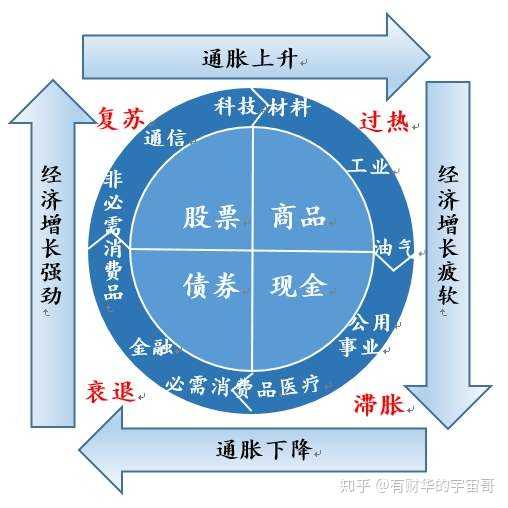 通胀上升
复苏
科技
材料
过热
通信
工业
经济增长强劲
非必需消费品
股票
商品
经济增长疲软
油气
债券
现金
金融
公用
事业
衰退
必需消费品
医疗
滞胀
通胀下降
知乎 @有财华的宇宙哥